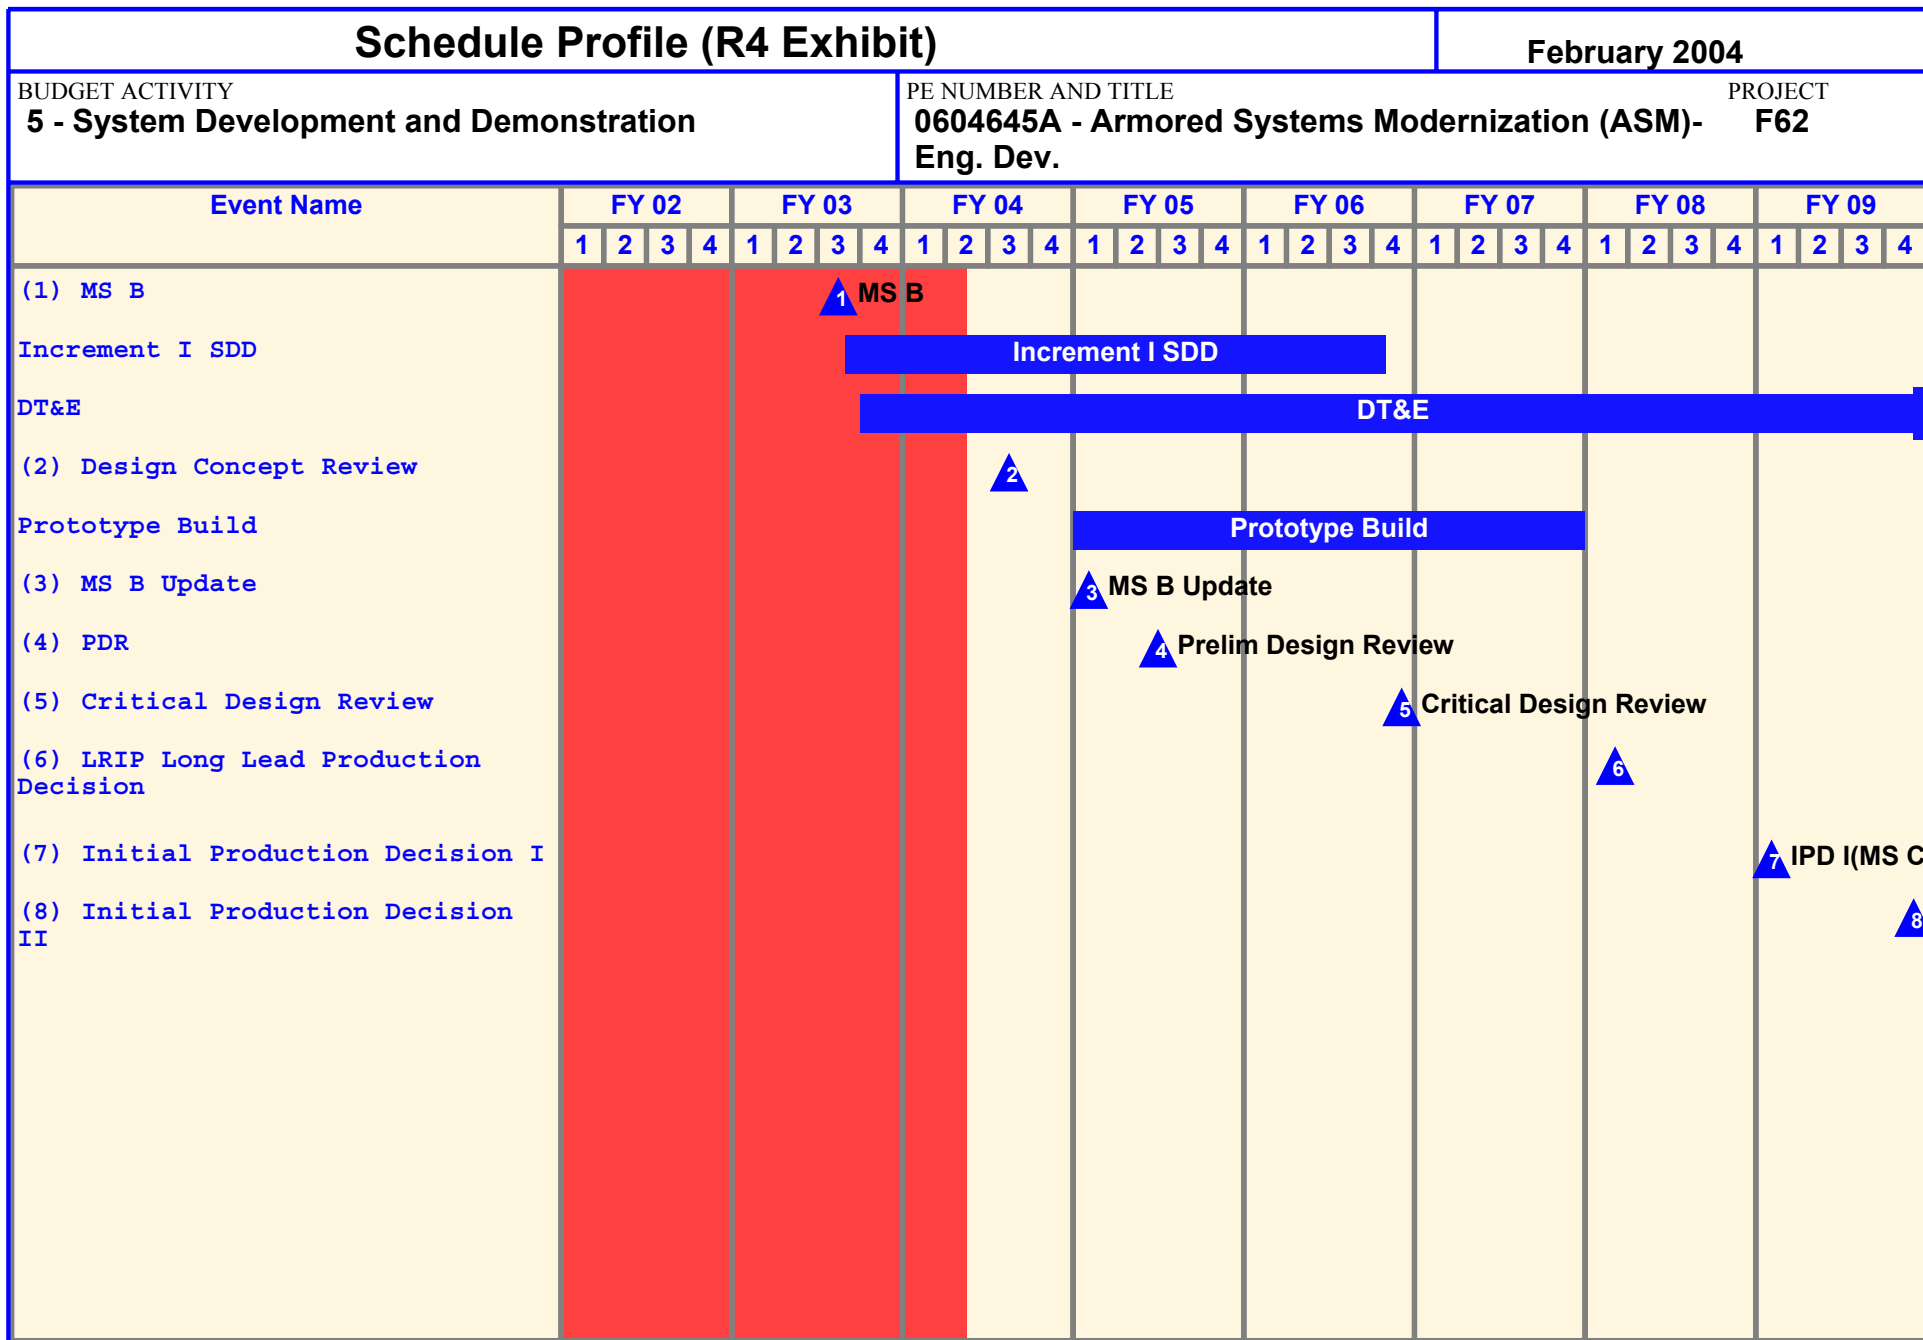 Schedule Profile (R4 Exhibit)
February 2004
BUDGET ACTIVITY
5 - System Development and Demonstration
PE NUMBER AND TITLE
0604645A - Armored Systems Modernization (ASM)-
Eng. Dev.
PROJECT
F62
Event Name FY 02 FY 03 FY 04 FY 05 FY 06 FY 07 FY 08 FY 09
1 2 3 4 1 2 3 4 1 2 3 4 1 2 3 4 1 2 3 4 1 2 3 4 1 2 3 4 1 2 3 4
(1) MS B
1 MS B
Increment I SDD
Increment I SDD
DT&E
DT&E
(2) Design Concept Review
2
Prototype Build
Prototype Build
(3) MS B Update
3 MS B Update
(4) PDR
4 Prelim Design Review
(5) Critical Design Review
5 Critical Design Review
(6) LRIP Long Lead Production
Decision
6
(7) Initial Production Decision I
7 IPD I(MS C
(8) Initial Production Decision
II
8